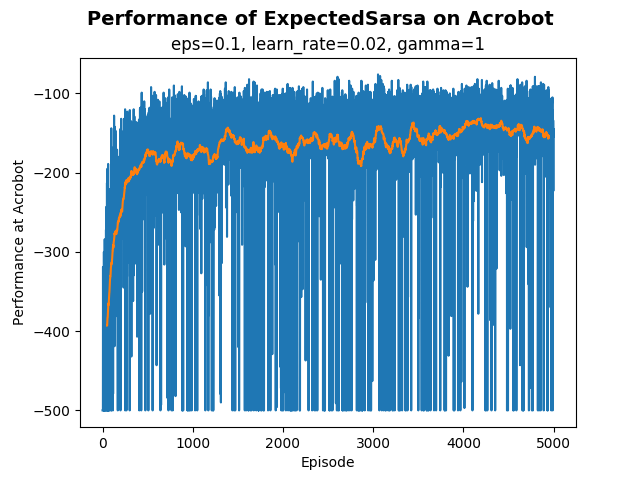 Performance of ExpectedSarsa on Acrobot
eps=0.1, learn_rate=0.02, gamma=1
Performance at Acrobot
−100
−200
−300
−400
−500
0 1000 2000 3000 4000 5000
Episode